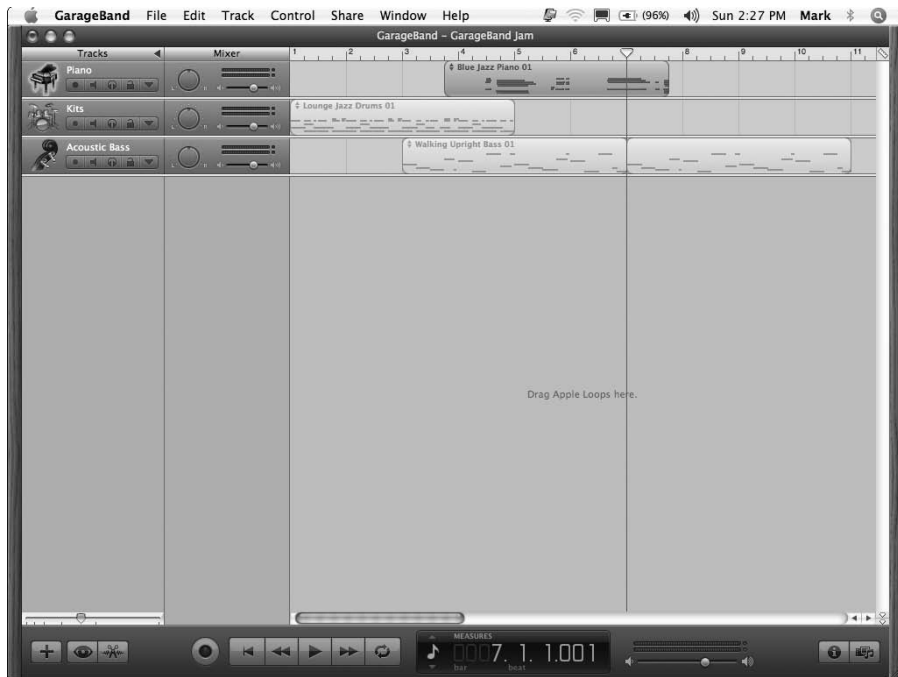 GarageBand File Edit Track Control Share Window Help (96%) Sun 2:27 PM Mark
GarageBand – GarageBand Jam
Tracks Mixer 1 2 3 4 5 6 8 9 10 11
Piano
Blue Jazz Piano 01
Kits
Lounge Jazz Drums 01
Acoustic Bass
Walking Upright Bass 01
L R
L R
L R
Drag Apple Loops here.
MEASURES
0007. 1. 1.001
bar beat